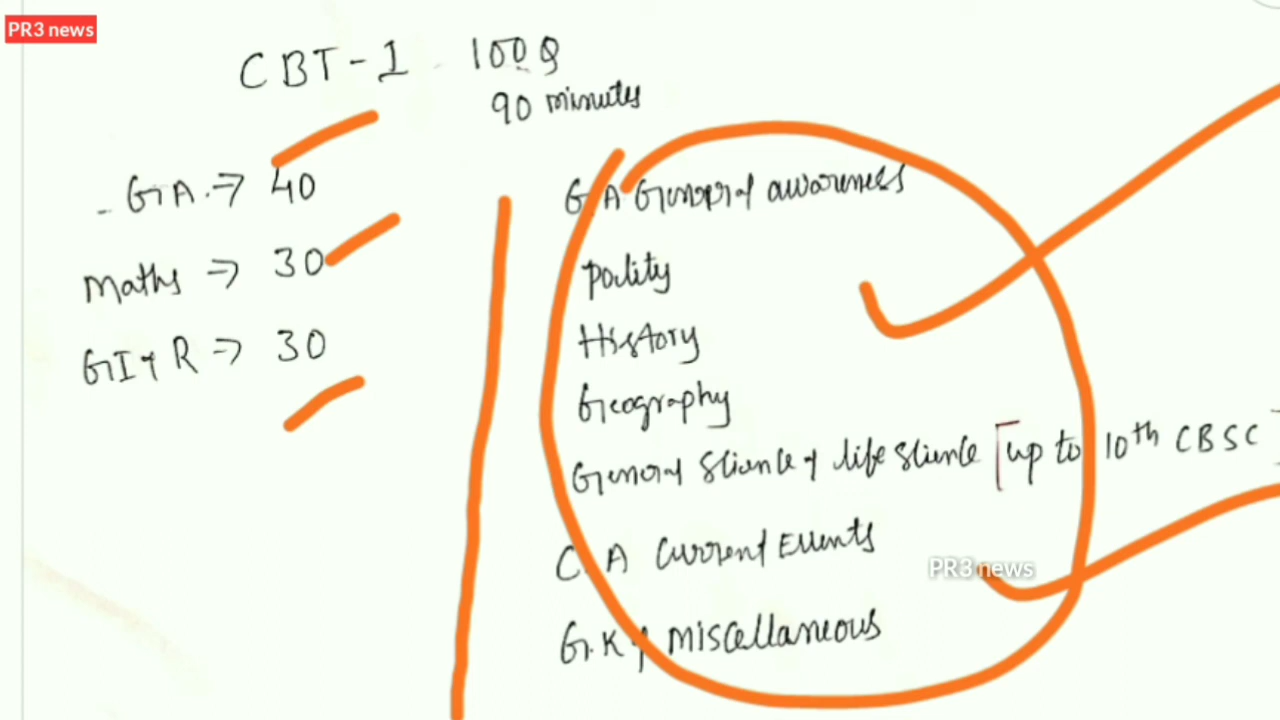 PR3 news
CBT-1 100Q
90 minutes
GA. → 40
Maths ⇒ 30
GI & R ⇒ 30
GA General awareness
Polity
History
Geography
General Science & life science [up to 10th CBSC]
C.A Current Events
PR3 news
G.K & Miscellaneous